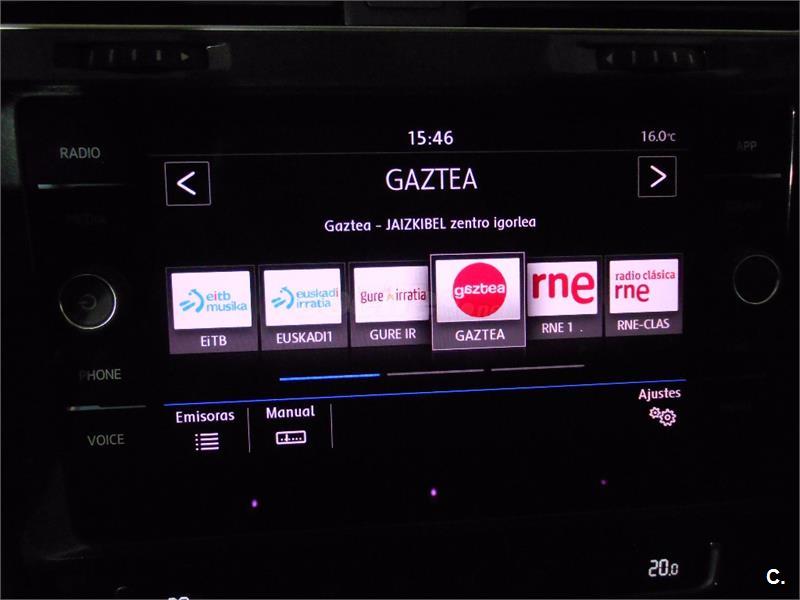 15:46
16.0°C
RADIO
APP
GAZTEA
Gaztea - JAIZKIBEL zentro igorlea
eitb musika
euskadi irratia
gure irratia
gaztea
rne
radio clásica rne
EiTB
EUSKADI1
GURE IR
GAZTEA
RNE 1 .
RNE-CLAS
PHONE
VOICE
Emisoras
Manual
Ajustes
20.0
C.